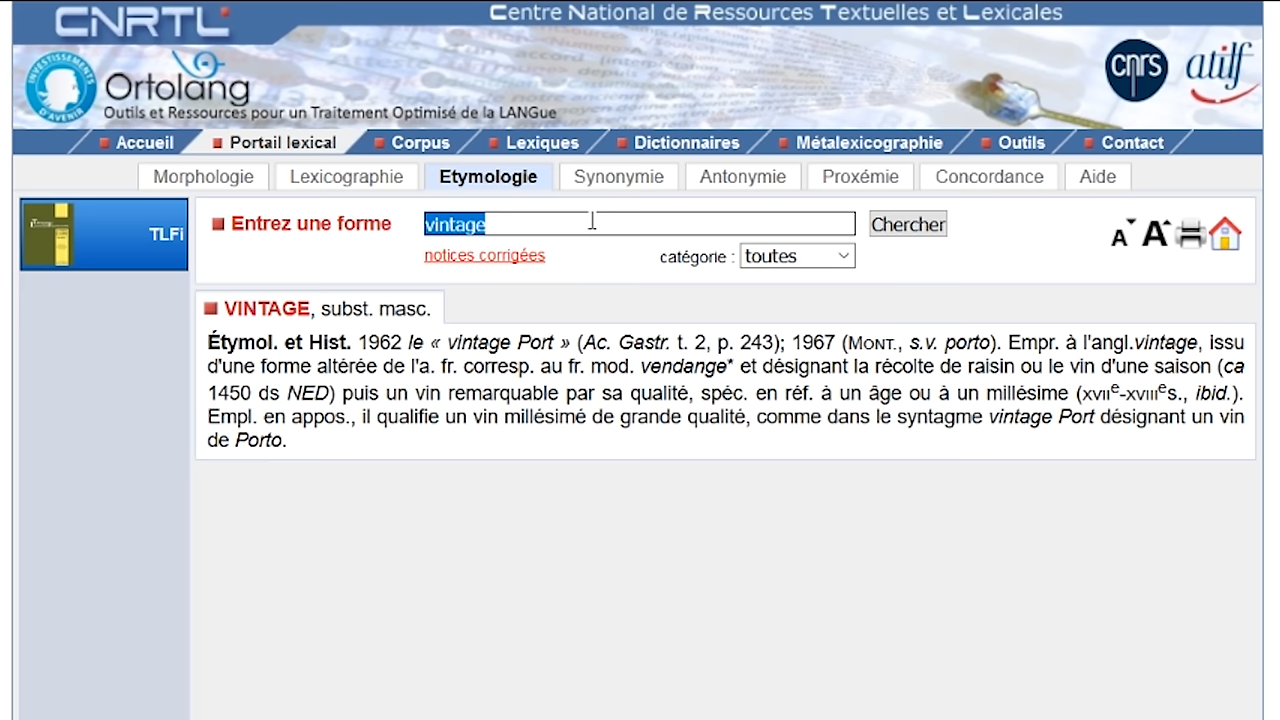 CNRTL
Centre National de Ressources Textuelles et Lexicales
INVESTISSEMENTS D'AVENIR
Ortolang
Outils et Ressources pour un Traitement Optimisé de la LANGue
cnrs
atilf
Accueil Portail lexical Corpus Lexiques Dictionnaires Métalexicographie Outils Contact
Morphologie Lexicographie Etymologie Synonymie Antonymie Proxémie Concordance Aide
TLFi
Entrez une forme vintage Chercher
A A
notices corrigées catégorie : toutes
VINTAGE, subst. masc.
Étymol. et Hist. 1962 le « vintage Port » (Ac. Gastr. t. 2, p. 243); 1967 (MONT., s.v. porto). Empr. à l'angl.vintage, issu
d'une forme altérée de l'a. fr. corresp. au fr. mod. vendange* et désignant la récolte de raisin ou le vin d'une saison (ca
1450 ds NED) puis un vin remarquable par sa qualité, spéc. en réf. à un âge ou à un millésime (XVIIe-XVIIIes., ibid.).
Empl. en appos., il qualifie un vin millésimé de grande qualité, comme dans le syntagme vintage Port désignant un vin
de Porto.